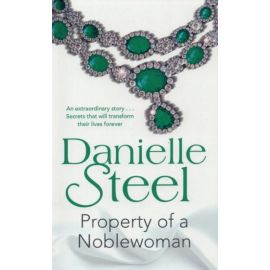 An extraordinary story . . .
Secrets that will transform
their lives forever
Danielle
Steel
Property of a
Noblewoman